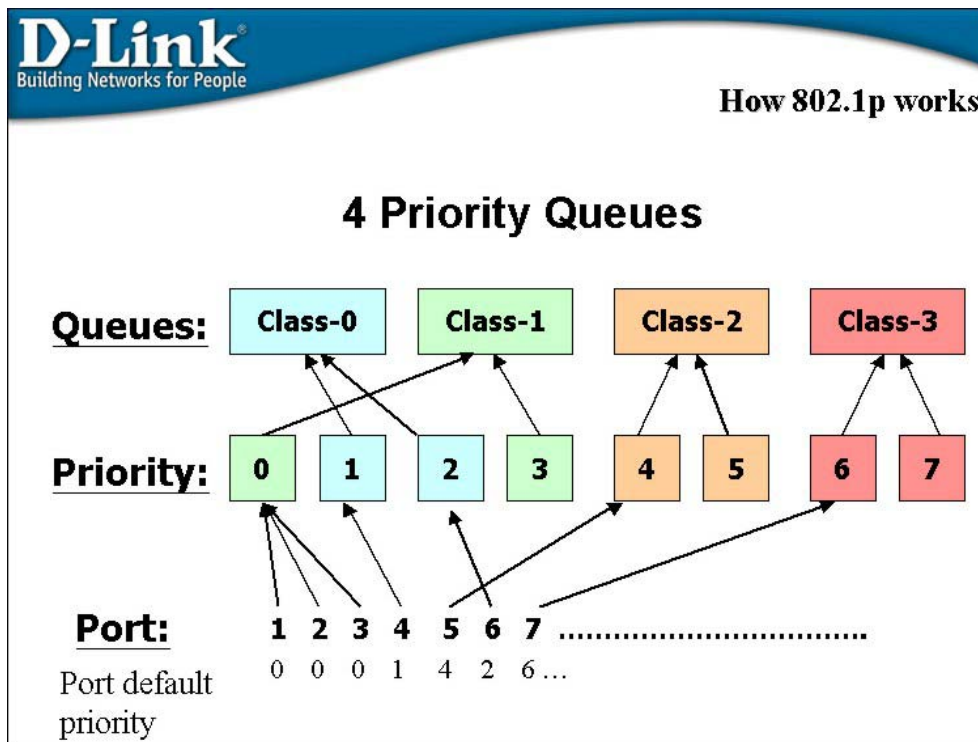 D-Link
Building Networks for People
How 802.1p works
4 Priority Queues
Queues: Class-0 Class-1 Class-2 Class-3
Priority: 0 1 2 3 4 5 6 7
Port: 1 2 3 4 5 6 7 ...............................
Port default priority 0 0 0 1 4 2 6 ...